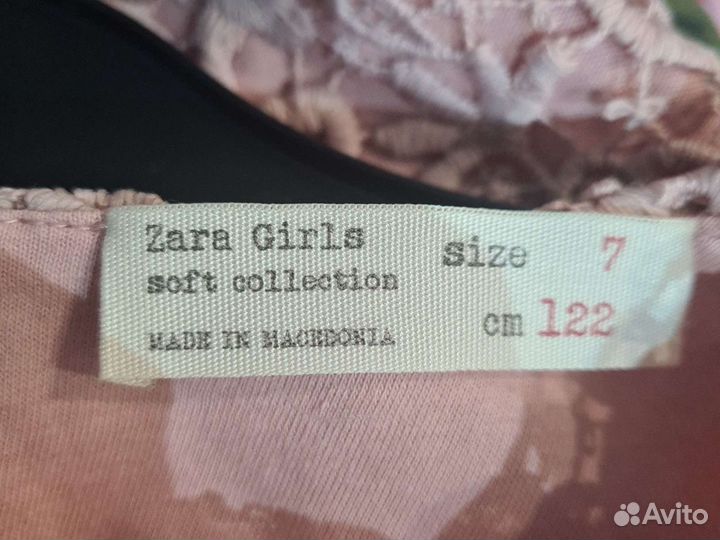 Zara Girls
soft collection
MADE IN MACEDONIA
size 7
cm 122
Avito